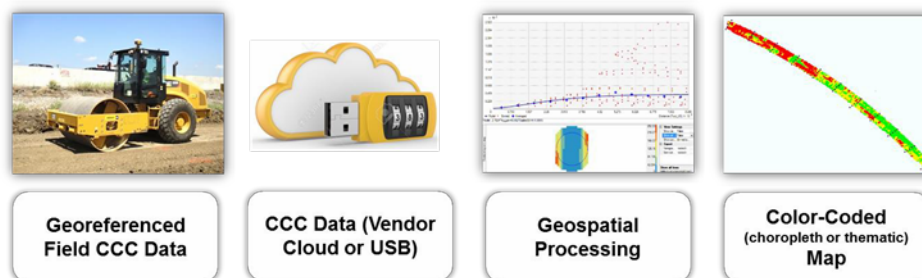 Georeferenced
Field CCC Data
CCC Data (Vendor
Cloud or USB)
Geospatial
Processing
Color-Coded
(choropleth or thematic)
Map